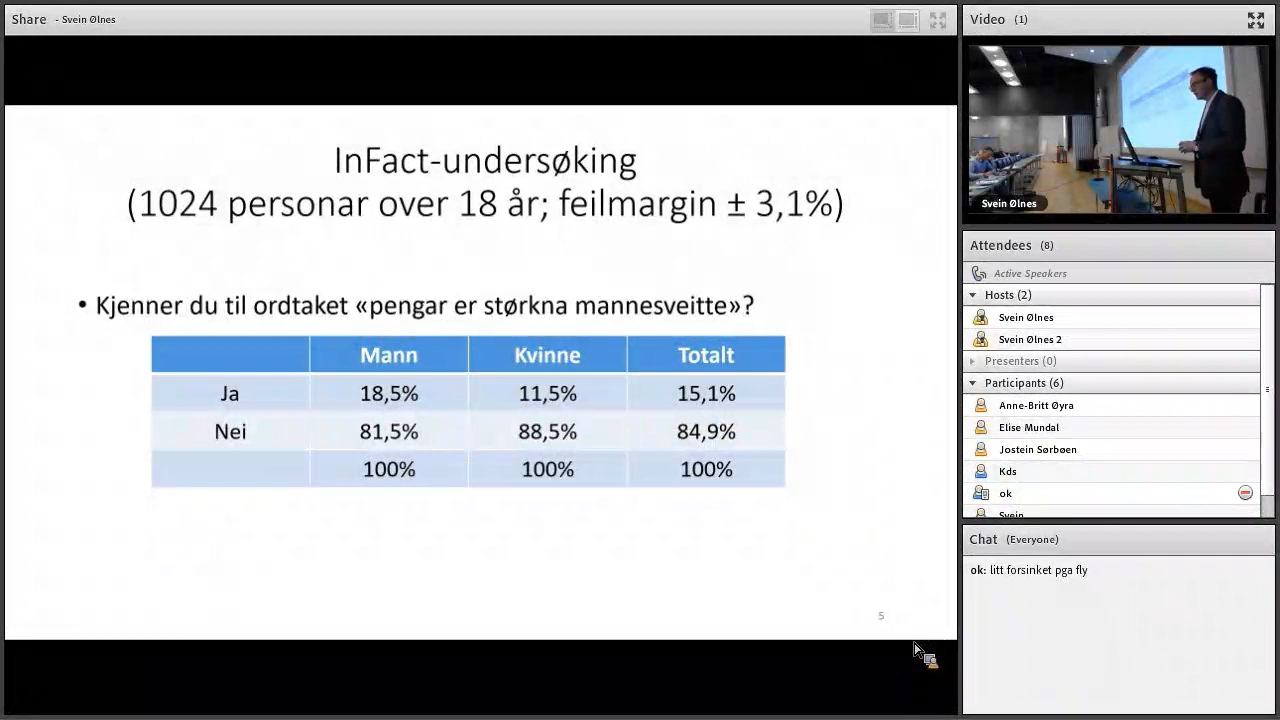 Share - Svein Ølnes
InFact-undersøking
(1024 personar over 18 år; feilmargin ± 3,1%)
• Kjenner du til ordtaket «pengar er størkna mannesveitte»?
Mann Kvinne Totalt
Ja 18,5% 11,5% 15,1%
Nei 81,5% 88,5% 84,9%
100% 100% 100%
5
Video (1)
Svein Ølnes
Attendees (8)
Active Speakers
Hosts (2)
Svein Ølnes
Svein Ølnes 2
Presenters (0)
Participants (6)
Anne-Britt Øyra
Elise Mundal
Jostein Sørbøen
Kds
ok
Svein
Chat (Everyone)
ok: litt forsinket pga fly